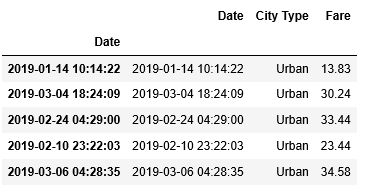 Date City Type Fare
Date
2019-01-14 10:14:22 2019-01-14 10:14:22 Urban 13.83
2019-03-04 18:24:09 2019-03-04 18:24:09 Urban 30.24
2019-02-24 04:29:00 2019-02-24 04:29:00 Urban 33.44
2019-02-10 23:22:03 2019-02-10 23:22:03 Urban 23.44
2019-03-06 04:28:35 2019-03-06 04:28:35 Urban 34.58